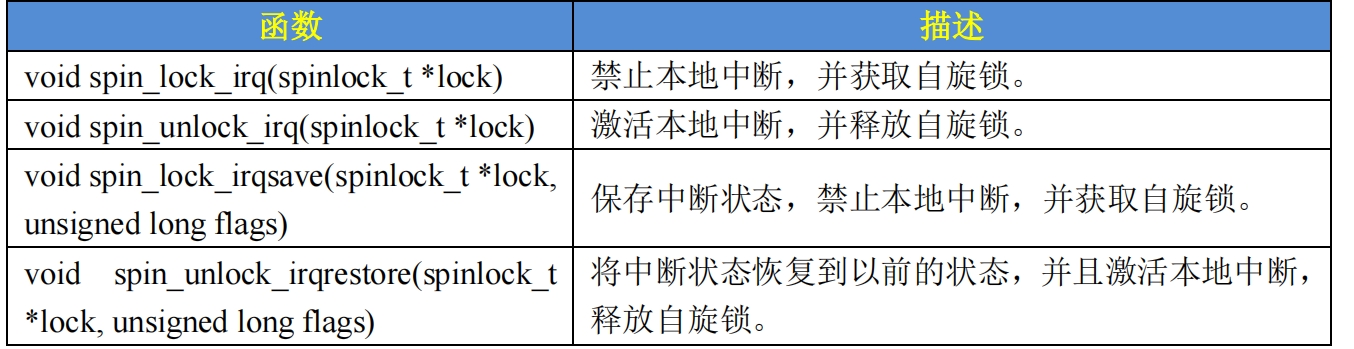 函数 描述
void spin_lock_irq(spinlock_t *lock) 禁止本地中断，并获取自旋锁。
void spin_unlock_irq(spinlock_t *lock) 激活本地中断，并释放自旋锁。
void spin_lock_irqsave(spinlock_t *lock,
unsigned long flags)
保存中断状态，禁止本地中断，并获取自旋锁。
void spin_unlock_irqrestore(spinlock_t
*lock, unsigned long flags)
将中断状态恢复到以前的状态，并且激活本地中断，
释放自旋锁。